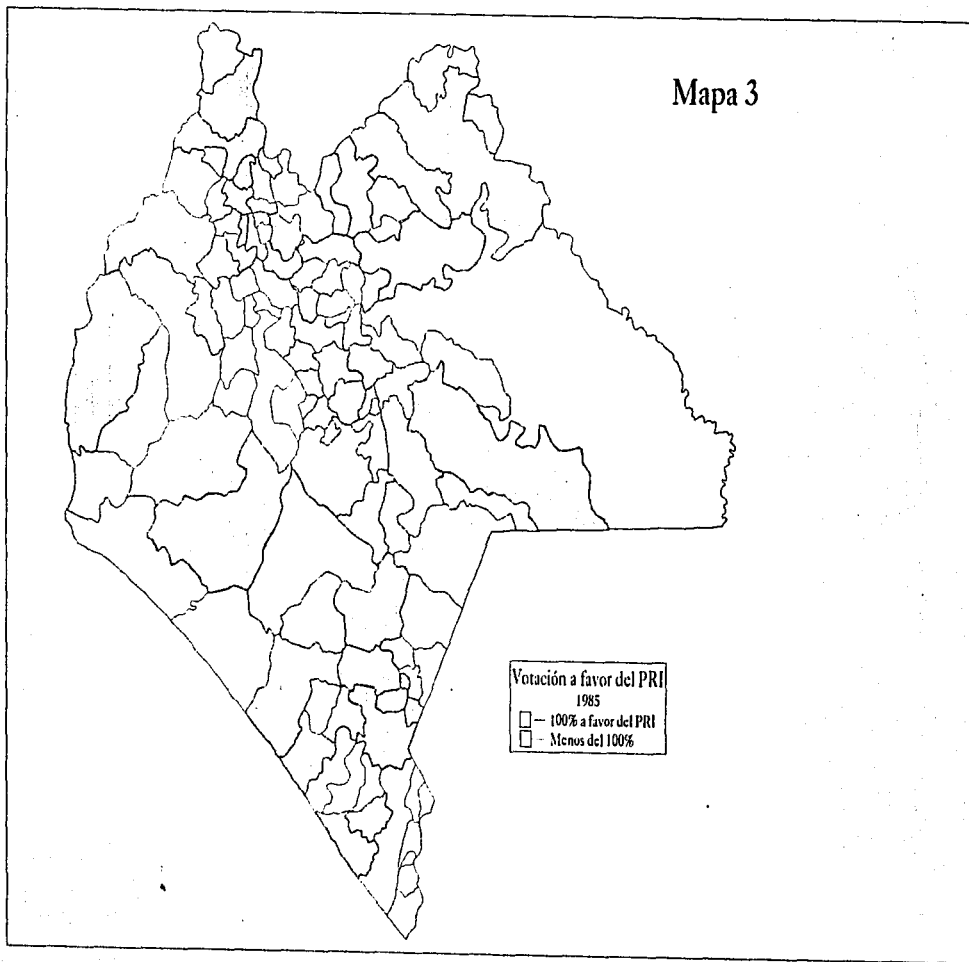 Mapa 3
Votación a favor del PRI
1985
— 100% a favor del PRI
— Menos del 100%